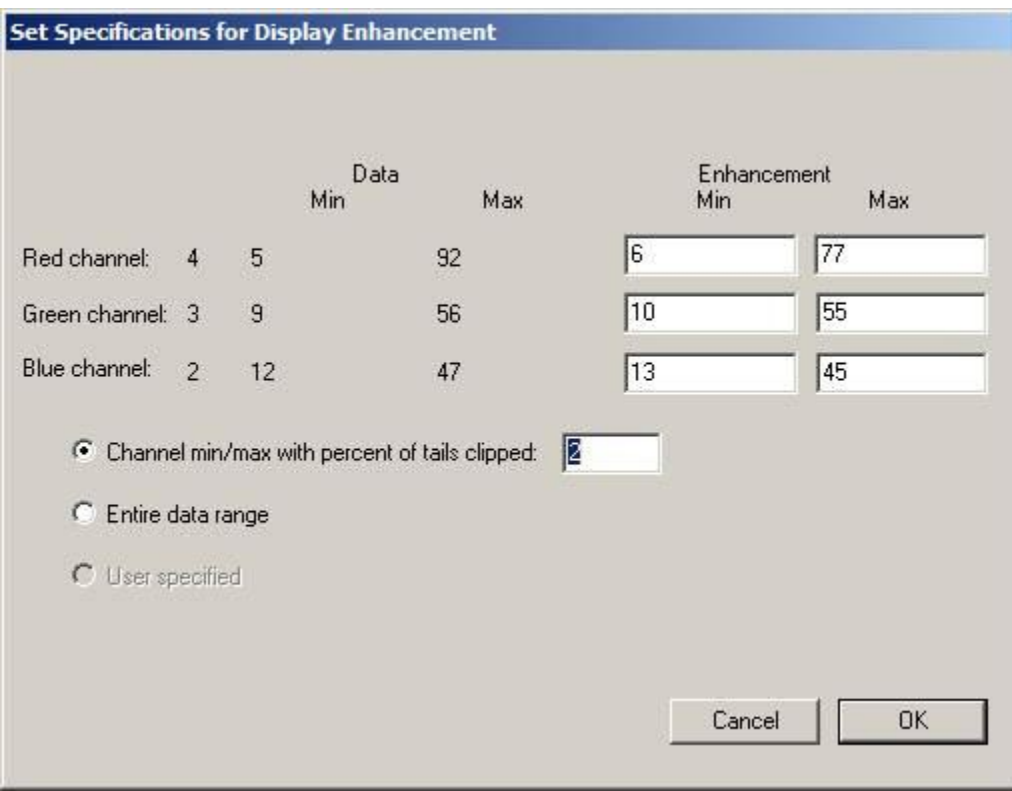 Set Specifications for Display Enhancement
Data Enhancement
Min Max Min Max
Red channel: 4 5 92 6 77
Green channel: 3 9 56 10 55
Blue channel: 2 12 47 13 45
Channel min/max with percent of tails clipped: 2
Entire data range
User specified
Cancel OK